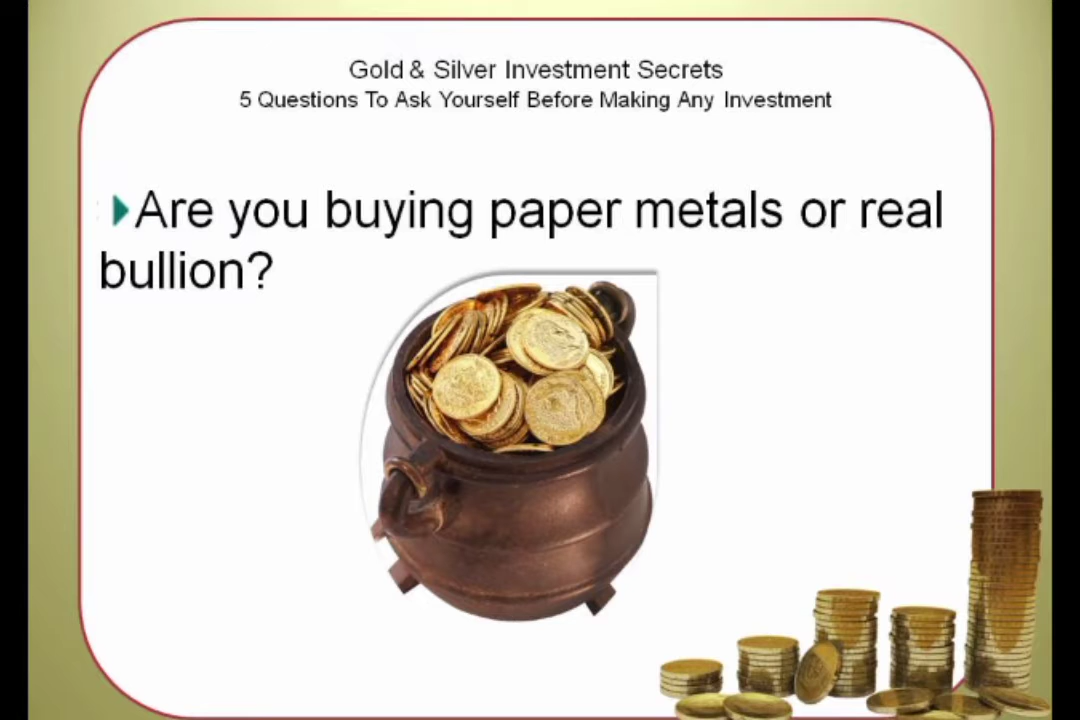 Gold & Silver Investment Secrets
5 Questions To Ask Yourself Before Making Any Investment
Are you buying paper metals or real
bullion?